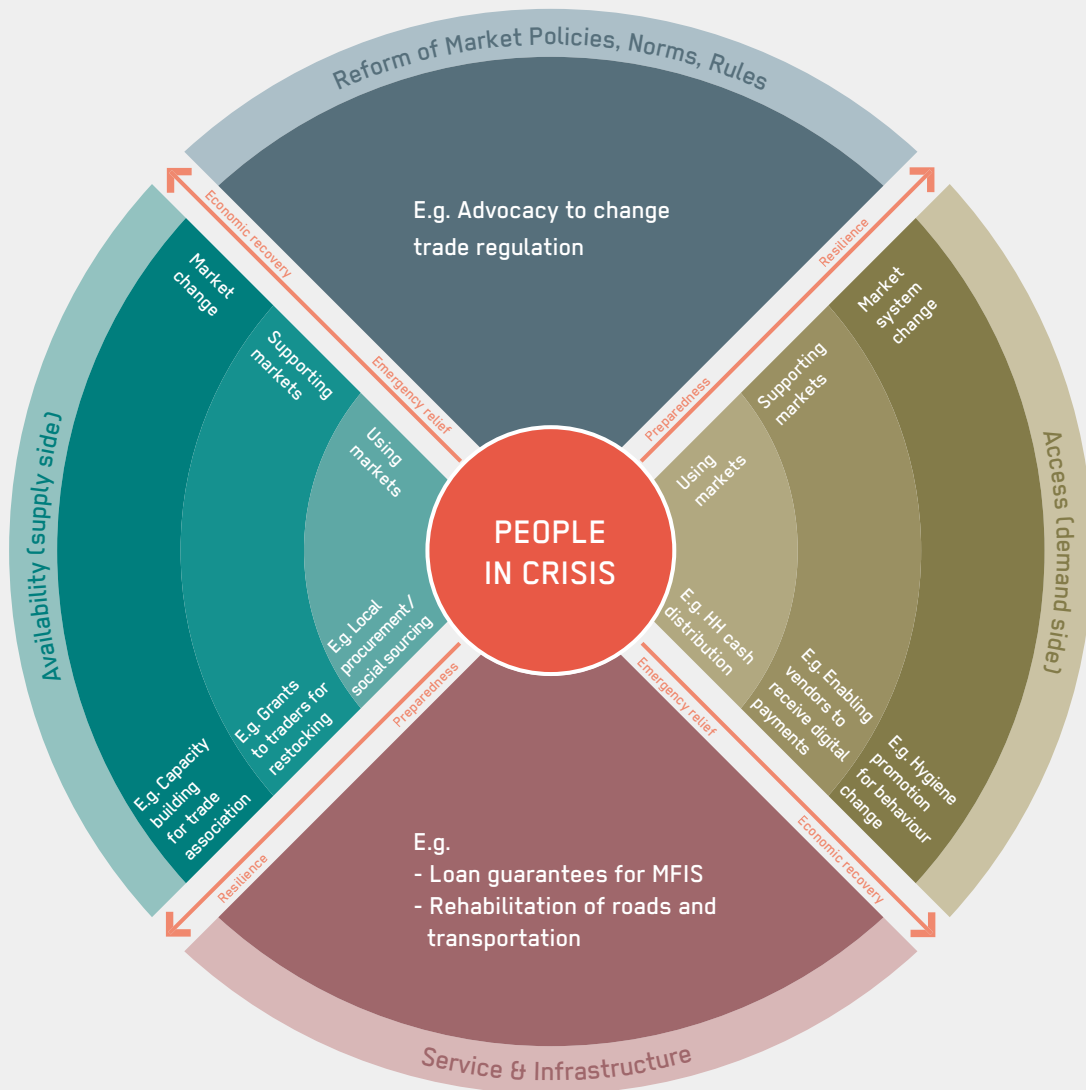 Reform of Market Policies, Norms, Rules
E.g. Advocacy to change
trade regulation
Economic recovery
Emergency relief
Resilience
Preparedness
Availability (supply side)
Market
change
Supporting
markets
Using
markets
E.g. Local
procurement/
social sourcing
E.g. Grants
to traders for
restocking
E.g. Capacity
building
for trade
association
PEOPLE
IN CRISIS
Access (demand side)
Using
markets
Supporting
markets
Market
system
change
E.g. HH cash
distribution
E.g. Enabling
vendors to
receive digital
payments
E.g. Hygiene
promotion
for behaviour
change
Preparedness
Resilience
Emergency relief
Economic recovery
E.g.
- Loan guarantees for MFIS
- Rehabilitation of roads and
transportation
Service & Infrastructure